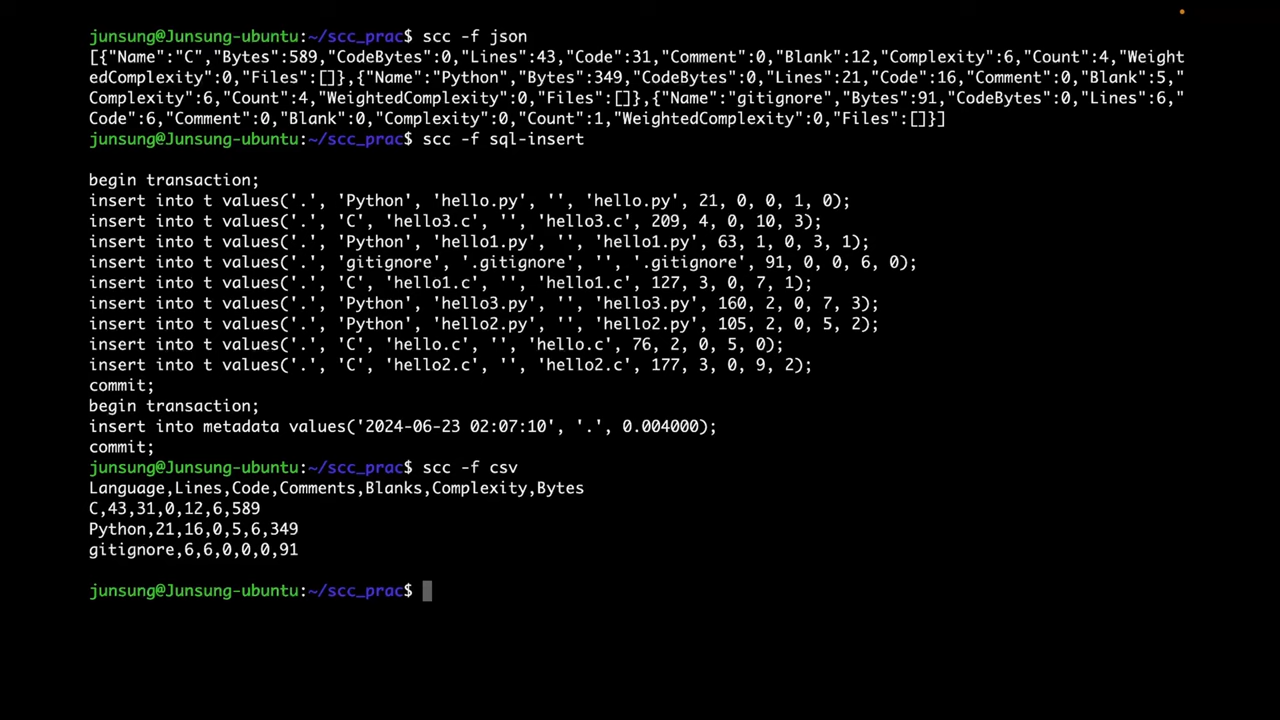 junsung@Junsung-ubuntu:~/scc_prac$ scc -f json
[{"Name":"C","Bytes":589,"CodeBytes":0,"Lines":43,"Code":31,"Comment":0,"Blank":12,"Complexity":6,"Count":4,"Weight
edComplexity":0,"Files":[]},{"Name":"Python","Bytes":349,"CodeBytes":0,"Lines":21,"Code":16,"Comment":0,"Blank":5,"
Complexity":6,"Count":4,"WeightedComplexity":0,"Files":[]},{"Name":"gitignore","Bytes":91,"CodeBytes":0,"Lines":6,"
Code":6,"Comment":0,"Blank":0,"Complexity":0,"Count":1,"WeightedComplexity":0,"Files":[]}]
junsung@Junsung-ubuntu:~/scc_prac$ scc -f sql-insert
begin transaction;
insert into t values('.', 'Python', 'hello.py', '', 'hello.py', 21, 0, 0, 1, 0);
insert into t values('.', 'C', 'hello3.c', '', 'hello3.c', 209, 4, 0, 10, 3);
insert into t values('.', 'Python', 'hello1.py', '', 'hello1.py', 63, 1, 0, 3, 1);
insert into t values('.', 'gitignore', '.gitignore', '', '.gitignore', 91, 0, 0, 6, 0);
insert into t values('.', 'C', 'hello1.c', '', 'hello1.c', 127, 3, 0, 7, 1);
insert into t values('.', 'Python', 'hello3.py', '', 'hello3.py', 160, 2, 0, 7, 3);
insert into t values('.', 'Python', 'hello2.py', '', 'hello2.py', 105, 2, 0, 5, 2);
insert into t values('.', 'C', 'hello.c', '', 'hello.c', 76, 2, 0, 5, 0);
insert into t values('.', 'C', 'hello2.c', '', 'hello2.c', 177, 3, 0, 9, 2);
commit;
begin transaction;
insert into metadata values('2024-06-23 02:07:10', '.', 0.004000);
commit;
junsung@Junsung-ubuntu:~/scc_prac$ scc -f csv
Language,Lines,Code,Comments,Blanks,Complexity,Bytes
C,43,31,0,12,6,589
Python,21,16,0,5,6,349
gitignore,6,6,0,0,0,91
junsung@Junsung-ubuntu:~/scc_prac$